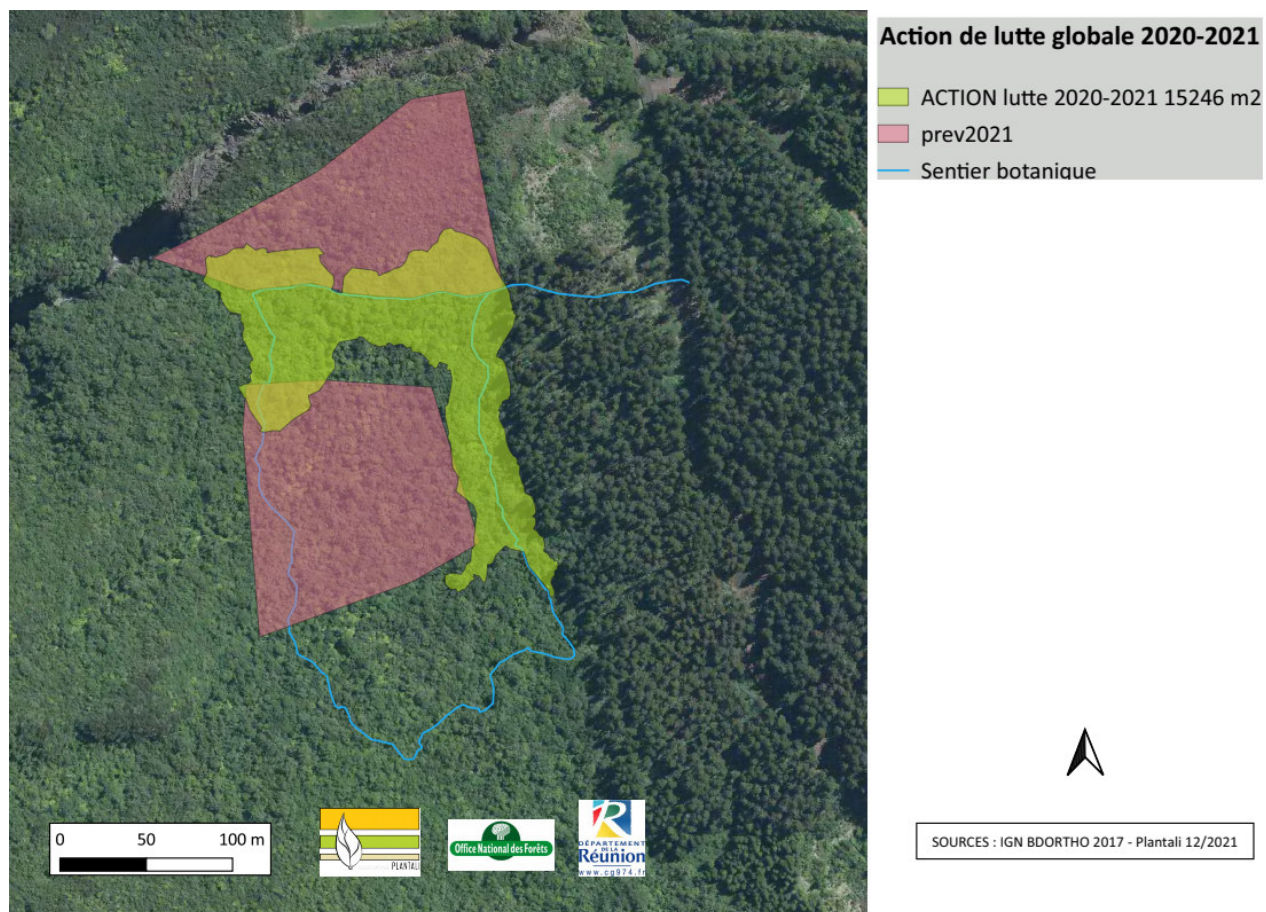 Action de lutte globale 2020-2021
ACTION lutte 2020-2021 15246 m2
prev2021
Sentier botanique
0 50 100 m
PLANTALI
Office National des Forêts
DÉPARTEMENT
DE LA
Réunion
www.cg974.fr
SOURCES : IGN BDORTHO 2017 - Plantali 12/2021